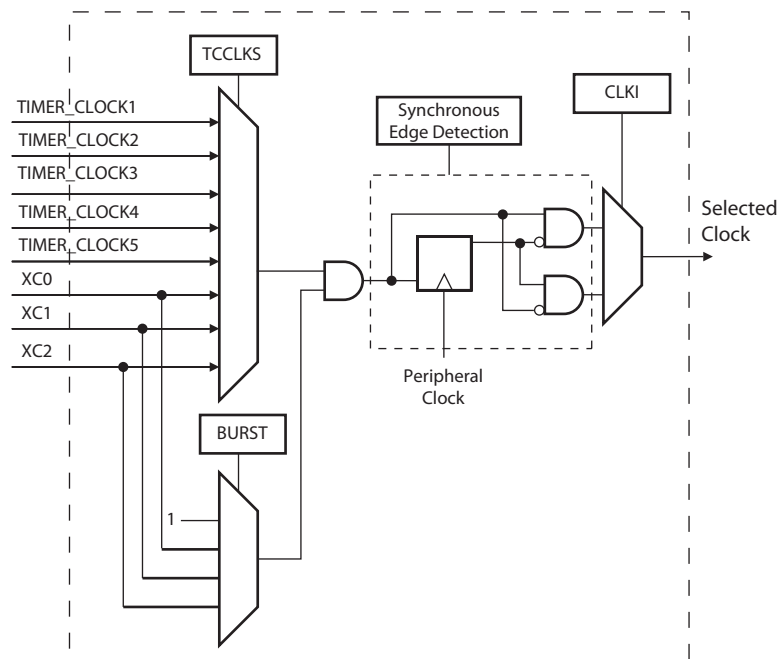 TCCLKS
CLKI
TIMER_CLOCK1
Synchronous
Edge Detection
TIMER_CLOCK2
TIMER_CLOCK3
TIMER_CLOCK4
Selected
Clock
TIMER_CLOCK5
XC0
XC1
XC2
Peripheral
Clock
BURST
1